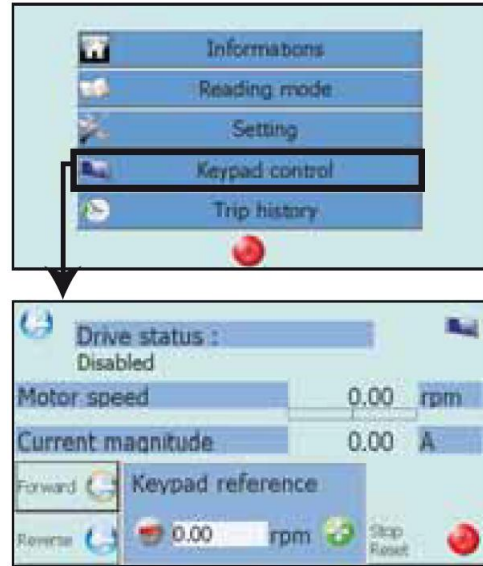 Informations
Reading mode
Setting
Keypad control
Trip history
Drive status :
Disabled
Motor speed 0.00 rpm
Current magnitude 0.00 A
Forward Keypad reference
Reverse 0.00 rpm Stop
Reset